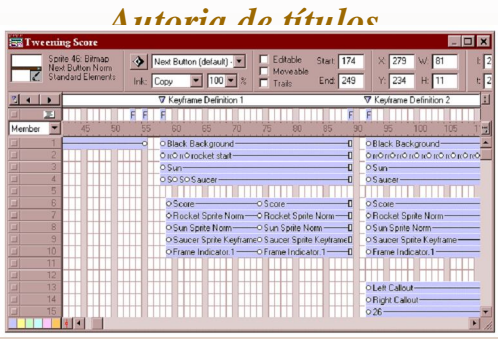 Autoria de títulos
Tweening Score
Sprite 46: Bitmap
Next Button Norm
Standard Elements
Next Button (default)
Ink: Copy 100 %
Editable
Moveable
Trails
Start: 174
End: 249
X: 279 W: 81
Y: 234 H: 11
Keyframe Definition 1 Keyframe Definition 2
F F F F F
Member 45 50 55 60 65 70 75 80 85 90 95 100 105
1 Black Background Black Background
2 rocket start
3 Sun Sun
4 Saucer Saucer
5
6 Score Score Score
7 Rocket Sprite Norm Rocket Sprite Norm Rocket Sprite Norm
8 Sun Sprite Norm Sun Sprite Norm Sun Sprite Norm
9 Saucer Sprite Keyframe Saucer Sprite Keyframe Saucer Sprite Norm
10 Frame Indicator.1 Frame Indicator.1 Frame Indicator.1
11
12
13 Left Callout
14 Right Callout
15 26